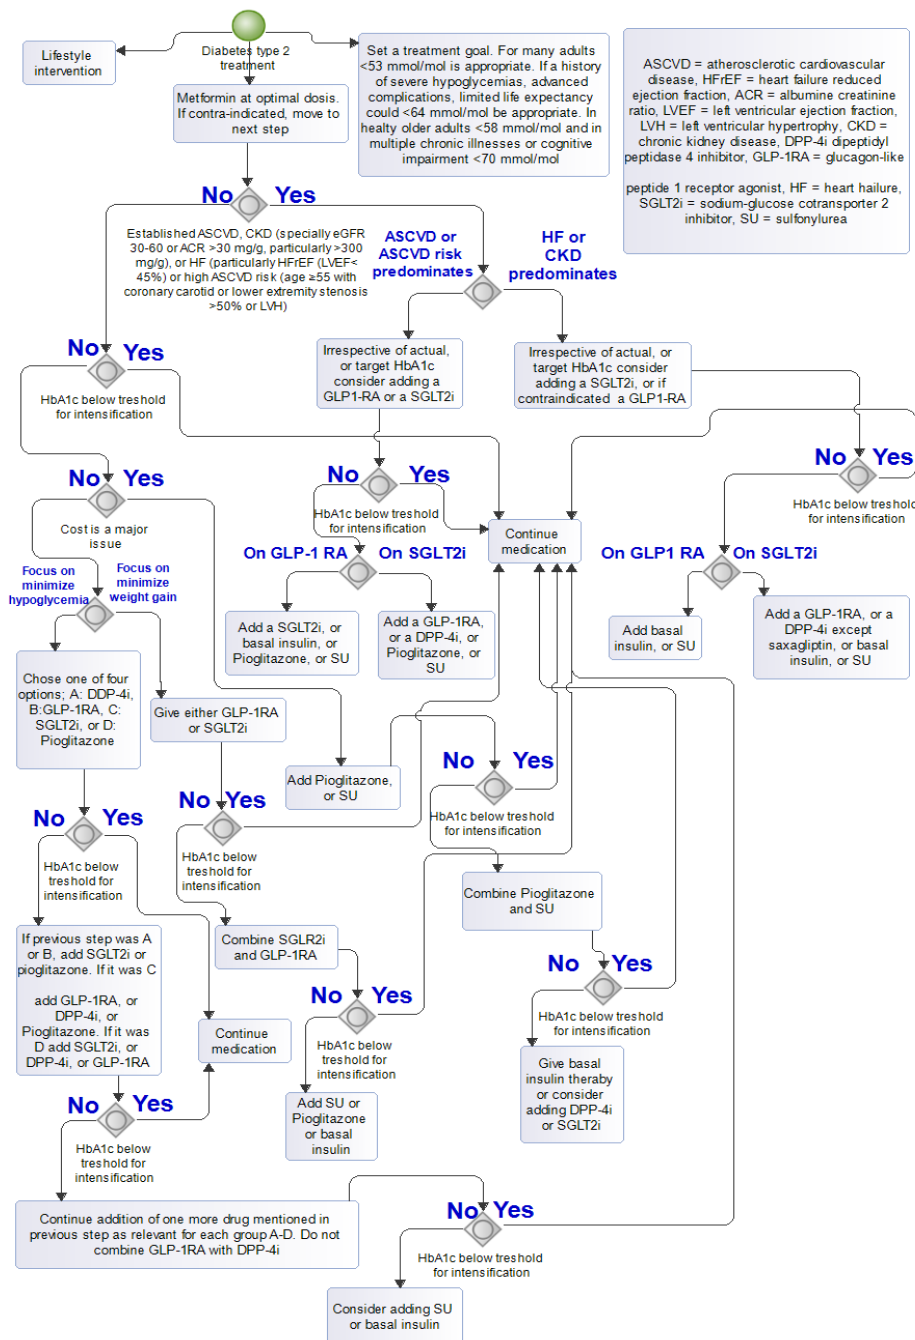 Diabetes type 2
treatment
Lifestyle
intervention
Metformin at optimal dosis.
If contra-indicated, move to
next step
Set a treatment goal. For many adults
<53 mmol/mol is appropriate. If a history
of severe hypoglycemias, advanced
complications, limited life expectancy
could <64 mmol/mol be appropriate. In
healty older adults <58 mmol/mol and in
multiple chronic illnesses or cognitive
impairment <70 mmol/mol
ASCVD = atherosclerotic cardiovascular
disease, HFrEF = heart failure reduced
ejection fraction, ACR = albumine creatinine
ratio, LVEF = left ventricular ejection fraction,
LVH = left ventricular hypertrophy, CKD =
chronic kidney disease, DPP-4i dipeptidyl
peptidase 4 inhibitor, GLP-1RA = glucagon-like
peptide 1 receptor agonist, HF = heart hailure,
SGLT2i = sodium-glucose cotransporter 2
inhibitor, SU = sulfonylurea
No Yes
Established ASCVD, CKD (specially eGFR
30-60 or ACR >30 mg/g, particularly >300
mg/g), or HF (particularly HFrEF (LVEF<
45%) or high ASCVD risk (age ≥55 with
coronary carotid or lower extremity stenosis
>50% or LVH)
ASCVD or
ASCVD risk
predominates
HF or
CKD
predominates
No Yes
HbA1c below treshold
for intensification
Irrespective of actual,
or target HbA1c
consider adding a
GLP1-RA or a SGLT2i
Irrespective of actual, or
target HbA1c consider
adding a SGLT2i, or if
contraindicated a GLP1-RA
No Yes
Cost is a major
issue
No Yes
HbA1c below treshold
for intensification
Continue
medication
No Yes
HbA1c below treshold
for intensification
On GLP-1 RA On SGLT2i
On GLP1 RA On SGLT2i
Focus on
minimize
hypoglycemia
Focus on
minimize
weight gain
Add a SGLT2i, or
basal insulin, or
Pioglitazone, or SU
Add a GLP-1RA,
or a DPP-4i, or
Pioglitazone, or
SU
Add basal
insulin, or SU
Add a GLP-1RA, or a
DPP-4i except
saxagliptin, or basal
insulin, or SU
Chose one of four
options; A: DDP-4i,
B:GLP-1RA, C:
SGLT2i, or D:
Pioglitazone
Give either GLP-1RA
or SGLT2i
Add Pioglitazone,
or SU
No Yes
HbA1c below treshold
for intensification
No Yes
HbA1c below
treshold for
intensification
No Yes
HbA1c below
treshold for
intensification
Combine Pioglitazone
and SU
If previous step was A
or B, add SGLT2i or
pioglitazone. If it was C
add GLP-1RA, or
DPP-4i, or
Pioglitazone. If it was
D add SGLT2i, or
DPP-4i, or GLP-1RA
Combine SGLR2i
and GLP-1RA
Continue
medication
No Yes
HbA1c below
treshold for
intensification
No Yes
HbA1c below treshold
for intensification
Add SU or
Pioglitazone
or basal
insulin
Give basal
insulin theraby
or consider
adding DPP-4i
or SGLT2i
No Yes
HbA1c below
treshold for
intensification
Continue addition of one more drug mentioned in
previous step as relevant for each group A-D. Do not
combine GLP-1RA with DPP-4i
No Yes
HbA1c below treshold
for intensification
Consider adding SU
or basal insulin